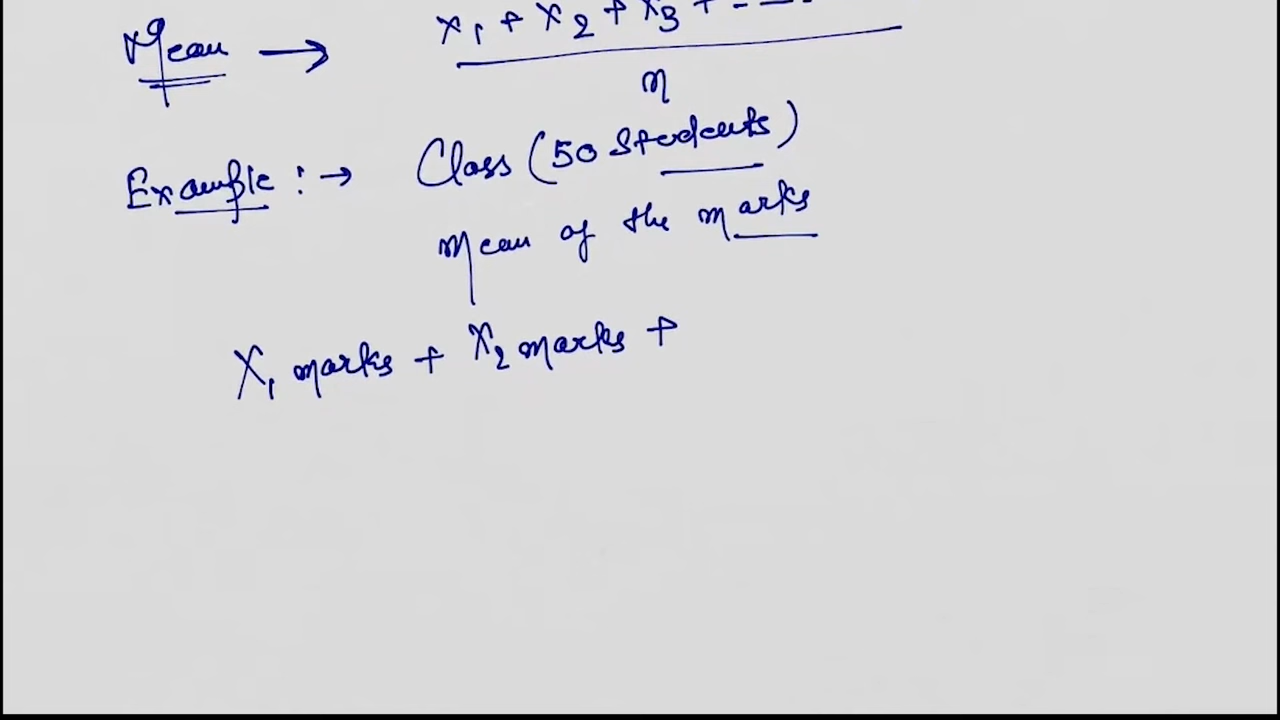 Mean → x1 + x2 + x3 + - - - .
n
Example :→ Class (50 Students)
Mean of the marks
X1 marks + X2 marks +